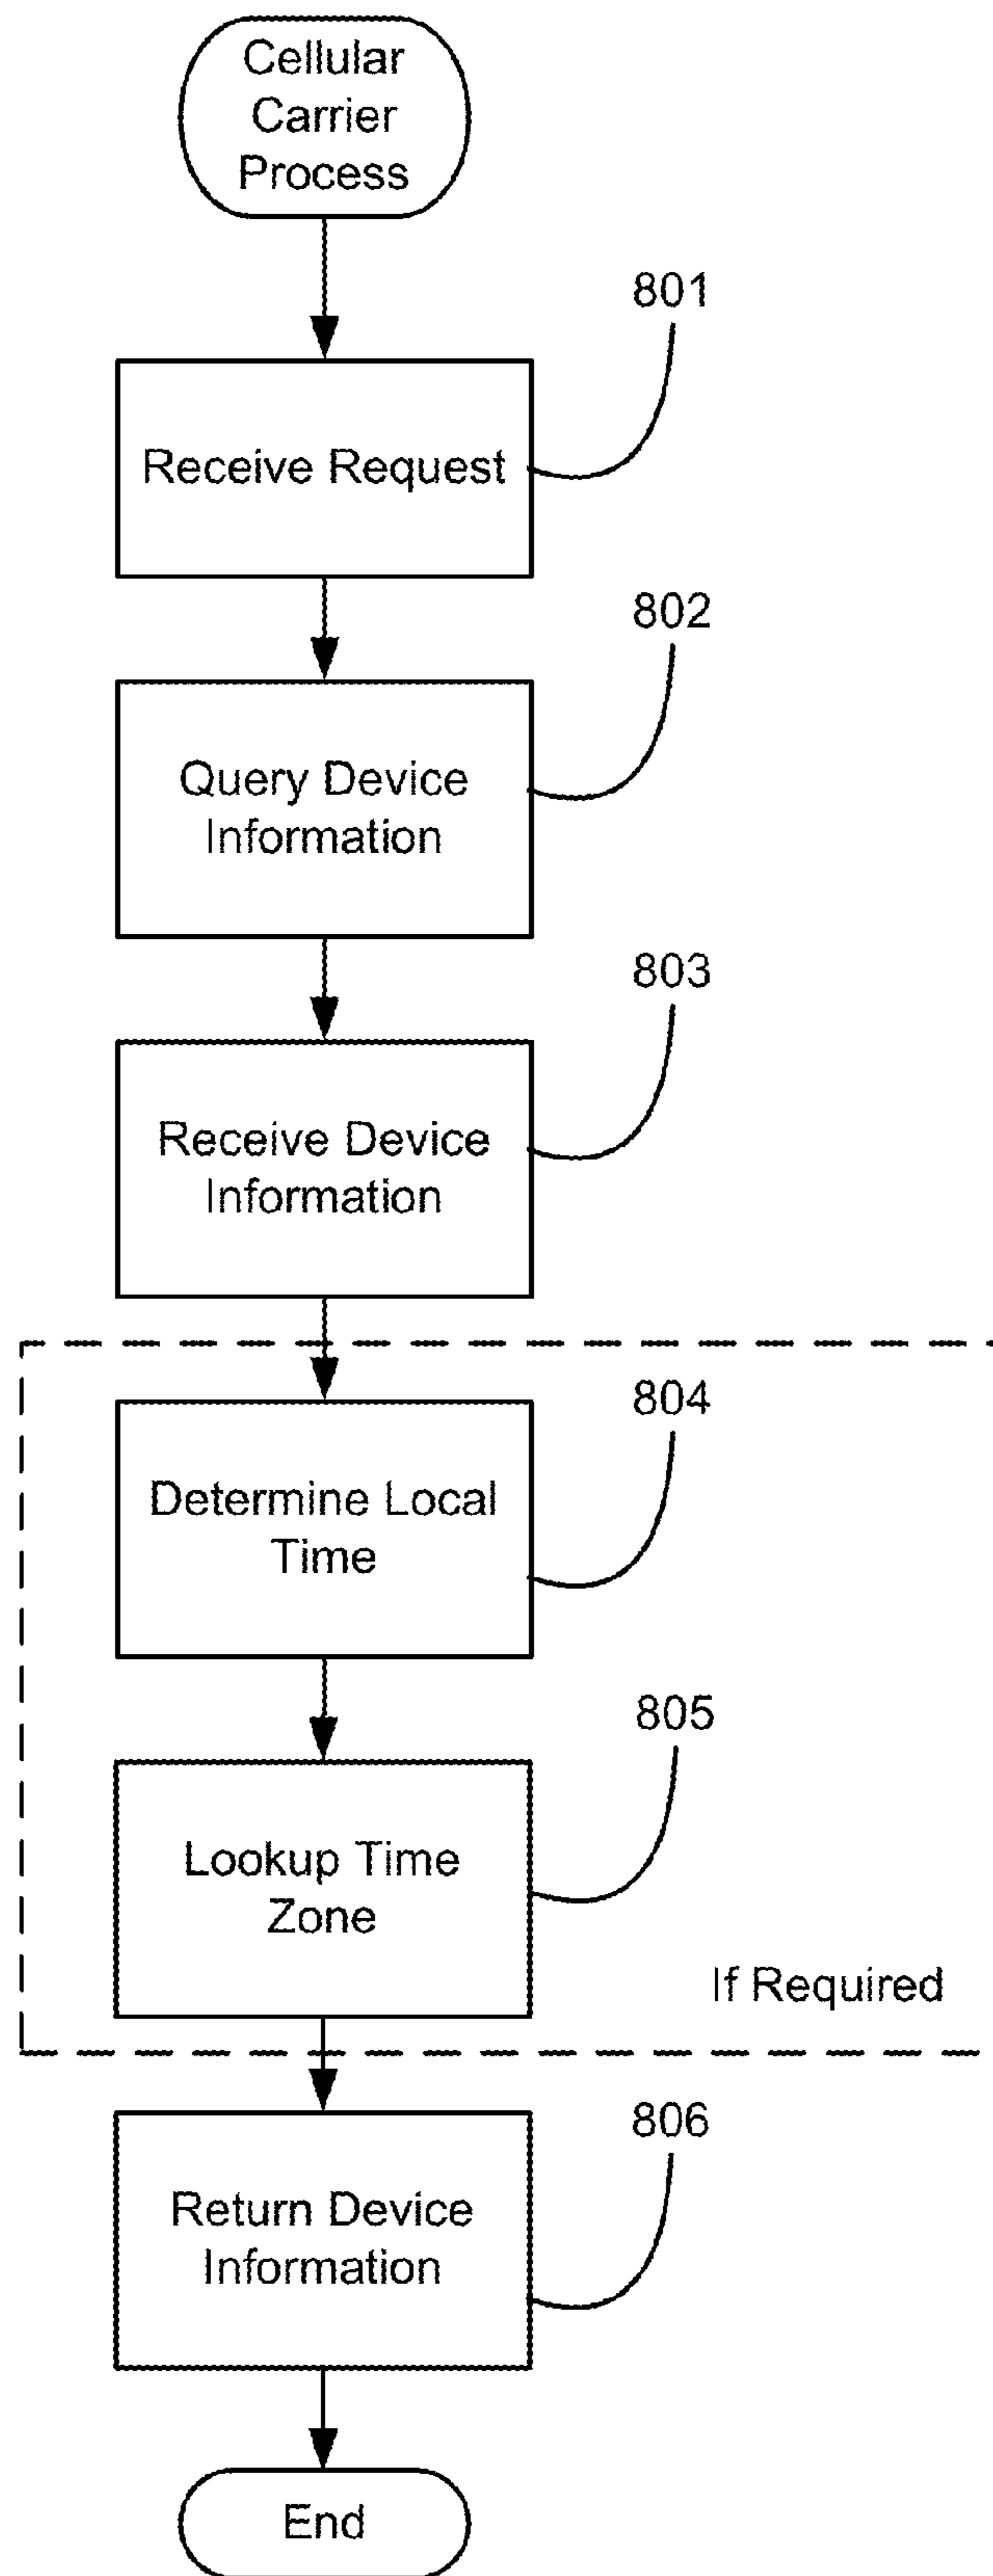 Cellular
Carrier
Process
801
Receive Request
802
Query Device
Information
803
Receive Device
Information
804
Determine Local
Time
805
Lookup Time
Zone
If Required
806
Return Device
Information
End